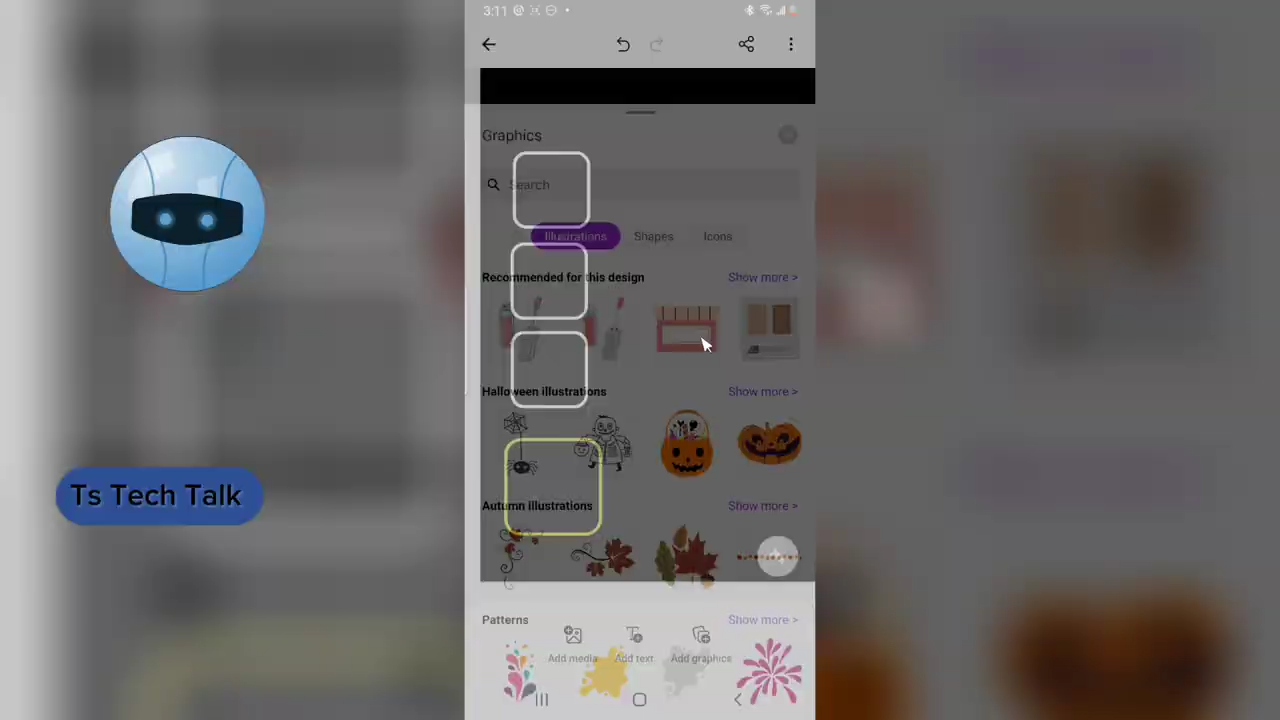 3:11
Graphics
Search
Illustrations Shapes Icons
Recommended for this design Show more >
Halloween illustrations Show more >
Ts Tech Talk
Autumn illustrations Show more >
Patterns Show more >
Add media Add text Add graphics